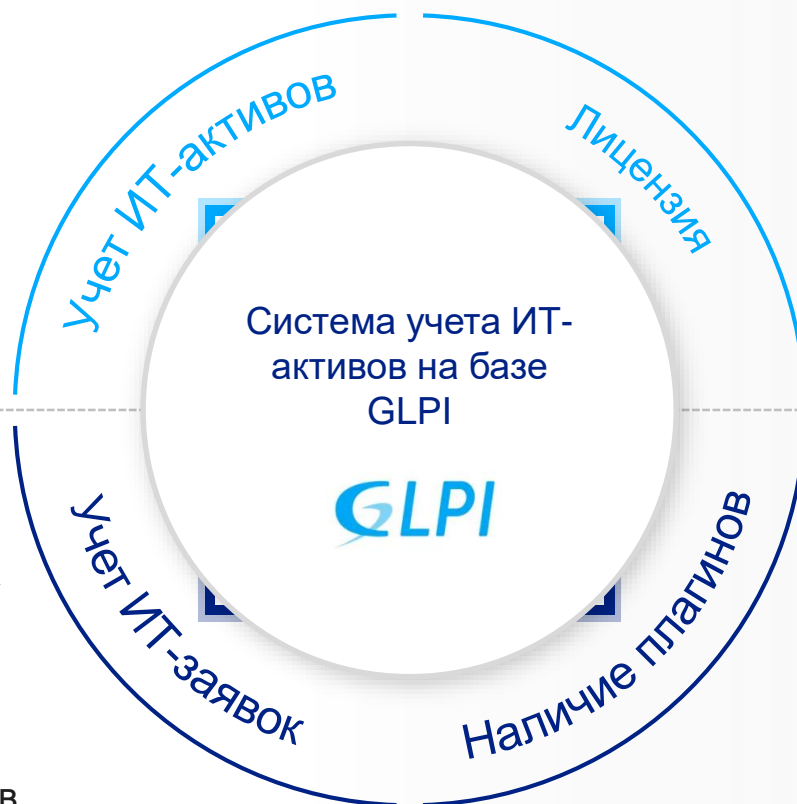 Учет ИТ-активов
Лицензия
Система учета ИТ-
активов на базе
GLPI
GLPI
Учет ИТ-заявок
Наличие плагинов
в